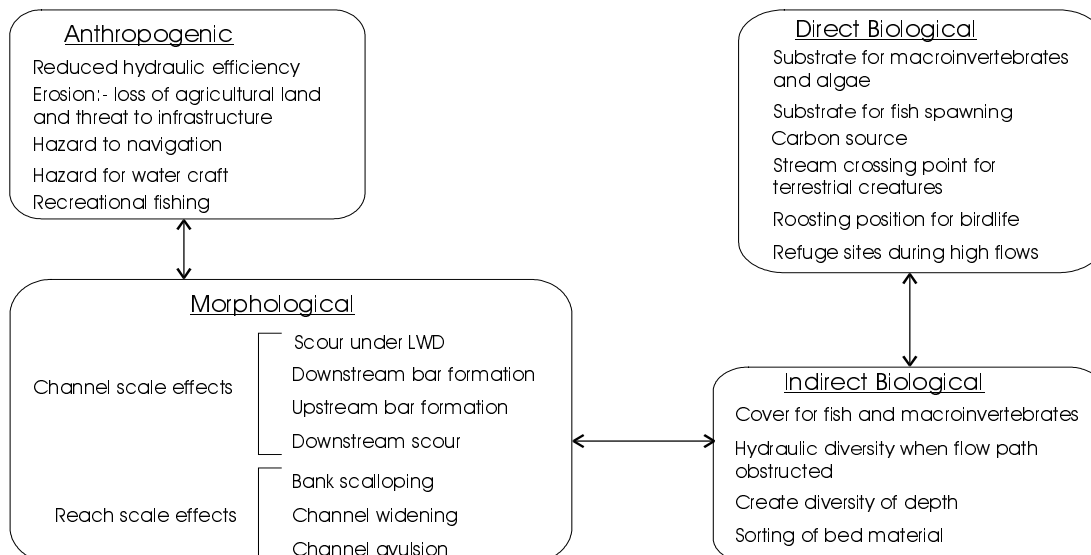 Anthropogenic
Reduced hydraulic efficiency
Erosion:- loss of agricultural land
and threat to infrastructure
Hazard to navigation
Hazard for water craft
Recreational fishing
Direct Biological
Substrate for macroinvertebrates
and algae
Substrate for fish spawning
Carbon source
Stream crossing point for
terrestrial creatures
Roosting position for birdlife
Refuge sites during high flows
Morphological
Channel scale effects
Scour under LWD
Downstream bar formation
Upstream bar formation
Downstream scour
Reach scale effects
Bank scalloping
Channel widening
Channel avulsion
Indirect Biological
Cover for fish and macroinvertebrates
Hydraulic diversity when flow path
obstructed
Create diversity of depth
Sorting of bed material